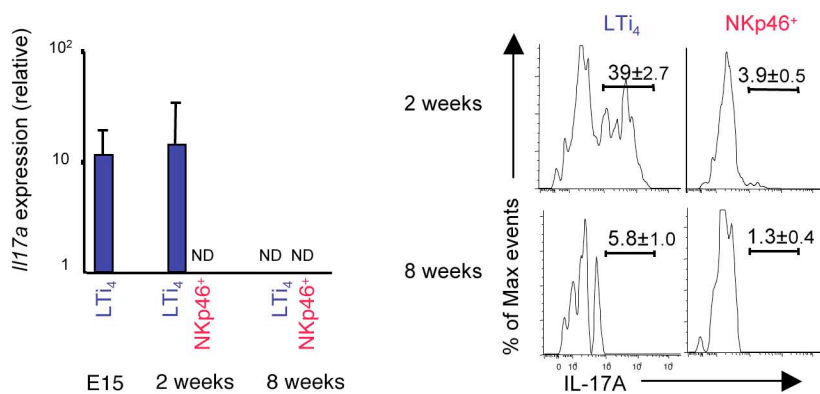 10²
10
1
Il17a expression (relative)
ND
ND ND
LTi₄
LTi₄
NKp46⁺
LTi₄
NKp46⁺
E15
2 weeks
8 weeks
LTi₄
NKp46⁺
2 weeks
39±2.7
3.9±0.5
8 weeks
5.8±1.0
1.3±0.4
% of Max events
IL-17A